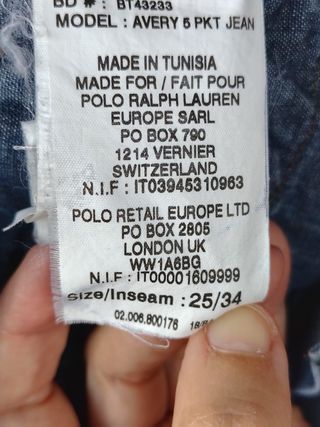 BD # : BT43233
MODEL : AVERY 5 PKT JEAN
MADE IN TUNISIA
MADE FOR / FAIT POUR
POLO RALPH LAUREN
EUROPE SARL
PO BOX 790
1214 VERNIER
SWITZERLAND
N.I.F : IT03945310963
POLO RETAIL EUROPE LTD
PO BOX 2805
LONDON UK
WW1A6BG
N.I.F : IT00001609999
Size/Inseam : 25/34
02.006.800176